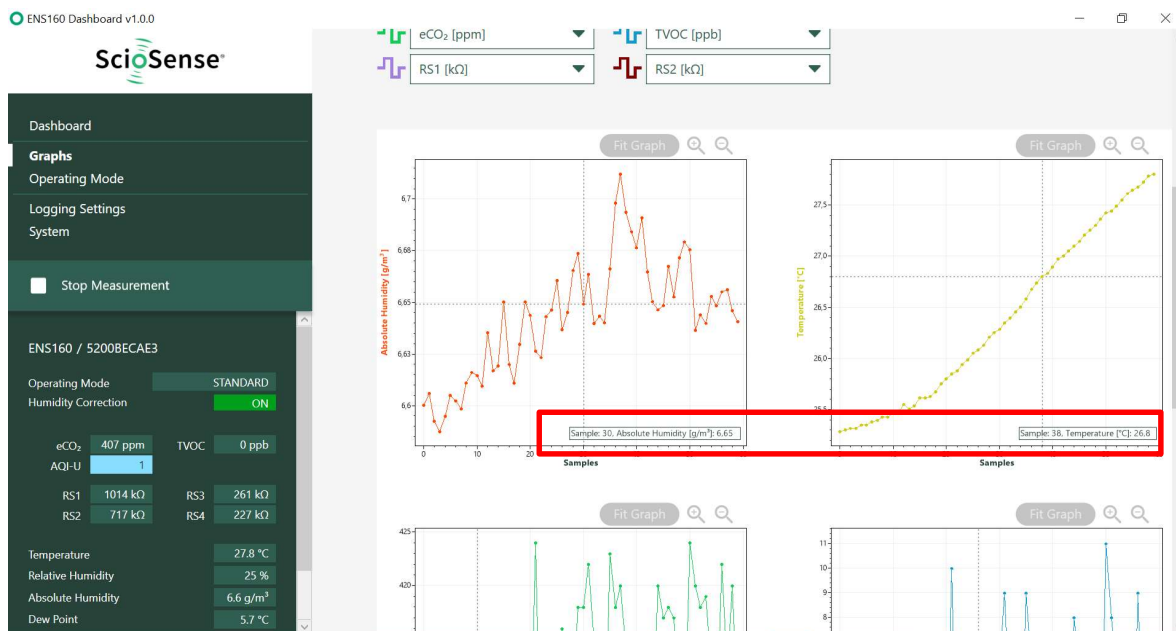 ENS160 Dashboard v1.0.0
ScioSense
Dashboard
Graphs
Operating Mode
Logging Settings
System
Stop Measurement
ENS160 / 5200BECAE3
Operating Mode STANDARD
Humidity Correction ON
eCO₂ 407 ppm TVOC 0 ppb
AQI-U 1
RS1 1014 kΩ RS3 261 kΩ
RS2 717 kΩ RS4 227 kΩ
Temperature 27.8 °C
Relative Humidity 25 %
Absolute Humidity 6.6 g/m³
Dew Point 5.7 °C
eCO₂ [ppm] TVOC [ppb]
RS1 [kΩ] RS2 [kΩ]
Fit Graph
Absolute Humidity [g/m³]
6,7
6,68
6,65
6,63
6,6
0 10 20
Sample: 30. Absolute Humidity [g/m³]: 6.65
Samples
Fit Graph
Temperature [°C]
27,5
27,0
26,5
26,0
25,5
Sample: 38. Temperature [°C]: 26.8
Samples
Fit Graph
425
420
Fit Graph
11
10
9
8